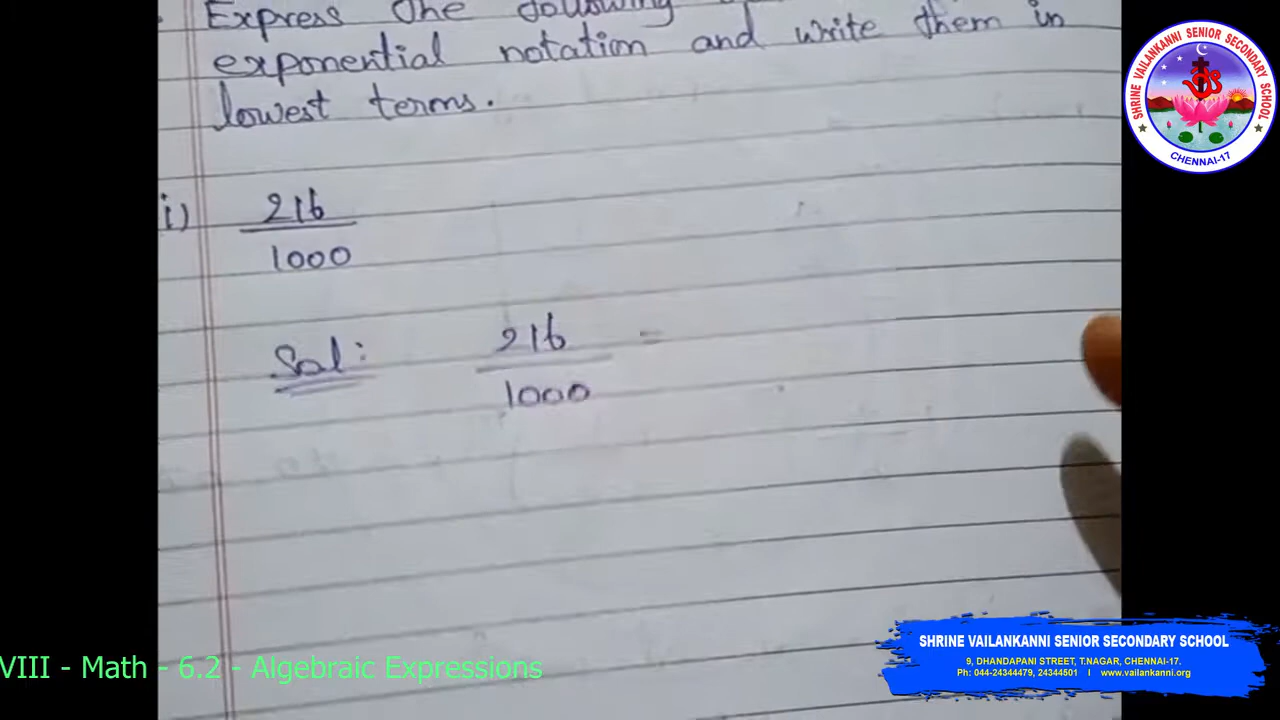 Express the following
exponential notation and write them in
lowest terms.
i) 216
1000
Sol: 216 =
1000
SHRINE VAILANKANNI SENIOR SECONDARY SCHOOL
CHENNAI-17
VIII - Math - 6.2 - Algebraic Expressions
SHRINE VAILANKANNI SENIOR SECONDARY SCHOOL
9, DHANDAPANI STREET, T.NAGAR, CHENNAI-17.
Ph: 044-24344479, 24344501 I www.vailankanni.org